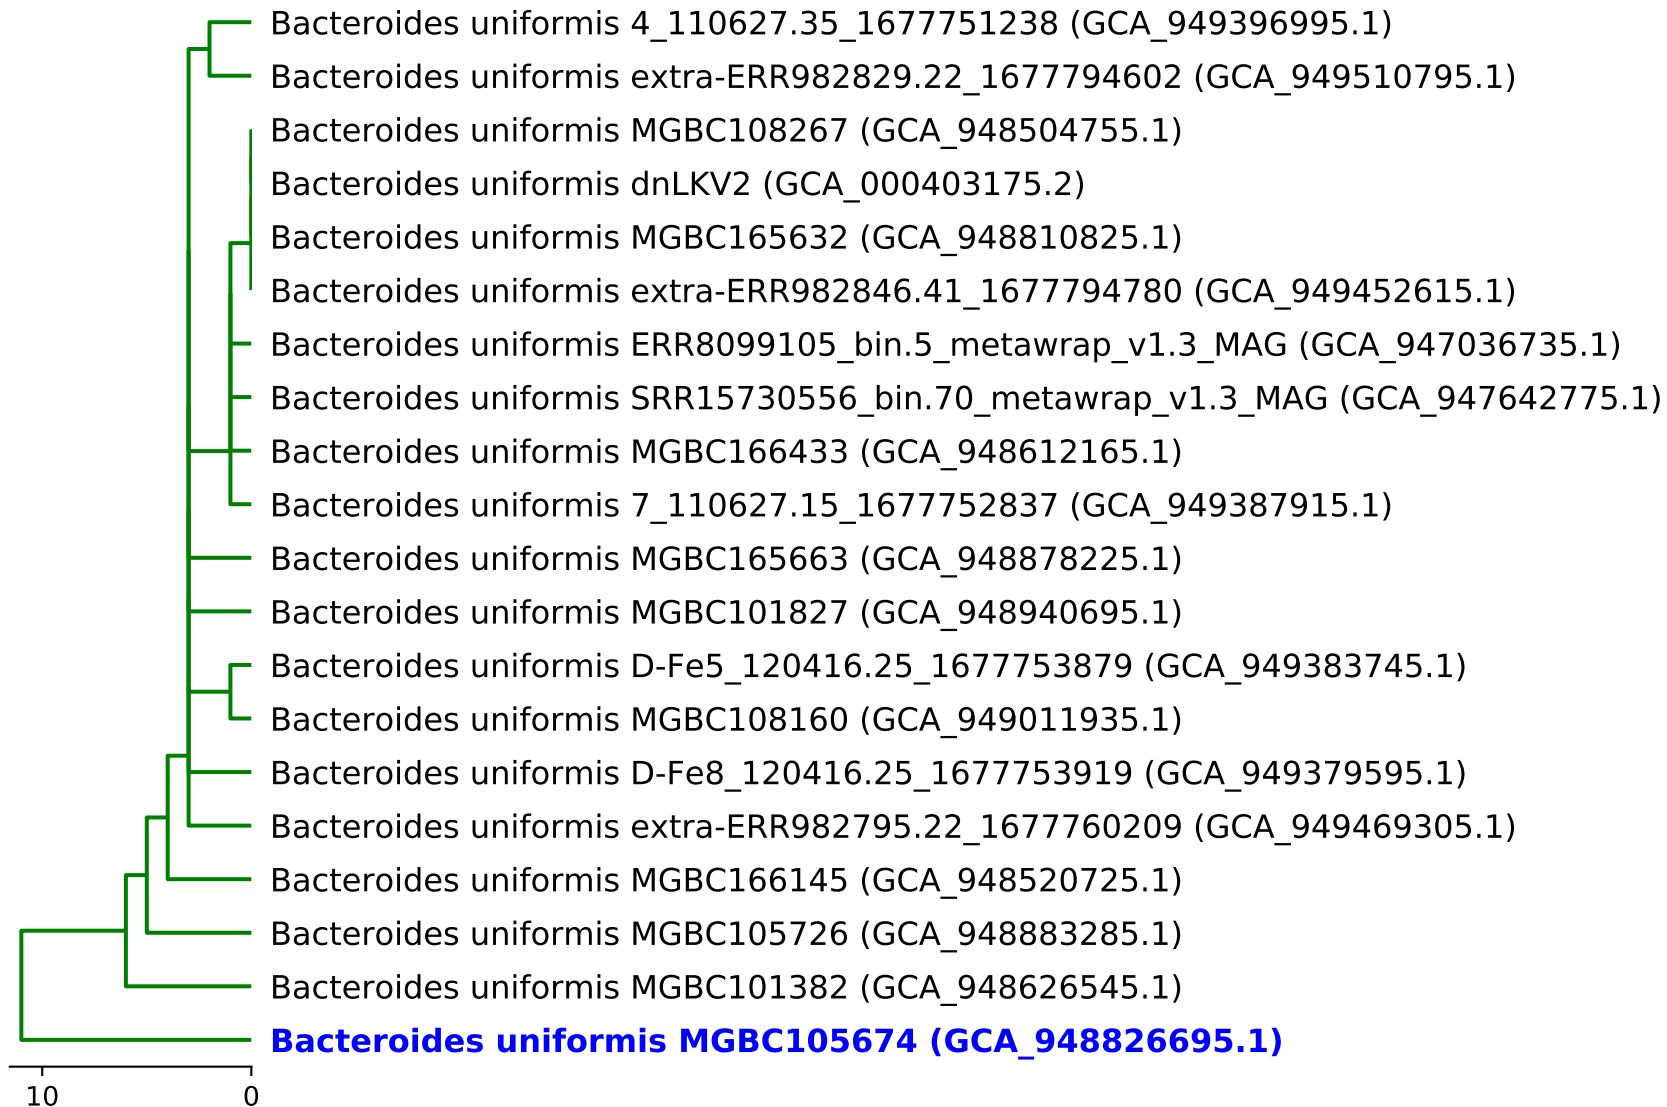 Bacteroides uniformis 4_110627.35_1677751238 (GCA_949396995.1)
Bacteroides uniformis extra-ERR982829.22_1677794602 (GCA_949510795.1)
Bacteroides uniformis MGBC108267 (GCA_948504755.1)
Bacteroides uniformis dnLKV2 (GCA_000403175.2)
Bacteroides uniformis MGBC165632 (GCA_948810825.1)
Bacteroides uniformis extra-ERR982846.41_1677794780 (GCA_949452615.1)
Bacteroides uniformis ERR8099105_bin.5_metawrap_v1.3_MAG (GCA_947036735.1)
Bacteroides uniformis SRR15730556_bin.70_metawrap_v1.3_MAG (GCA_947642775.1)
Bacteroides uniformis MGBC166433 (GCA_948612165.1)
Bacteroides uniformis 7_110627.15_1677752837 (GCA_949387915.1)
Bacteroides uniformis MGBC165663 (GCA_948878225.1)
Bacteroides uniformis MGBC101827 (GCA_948940695.1)
Bacteroides uniformis D-Fe5_120416.25_1677753879 (GCA_949383745.1)
Bacteroides uniformis MGBC108160 (GCA_949011935.1)
Bacteroides uniformis D-Fe8_120416.25_1677753919 (GCA_949379595.1)
Bacteroides uniformis extra-ERR982795.22_1677760209 (GCA_949469305.1)
Bacteroides uniformis MGBC166145 (GCA_948520725.1)
Bacteroides uniformis MGBC105726 (GCA_948883285.1)
Bacteroides uniformis MGBC101382 (GCA_948626545.1)
Bacteroides uniformis MGBC105674 (GCA_948826695.1)
10 0